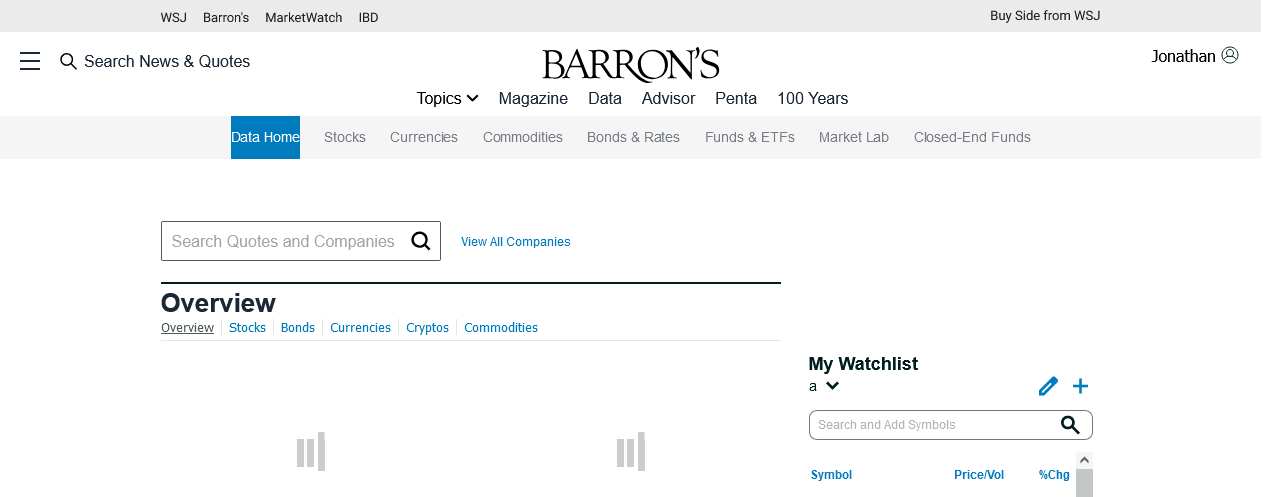 WSJ Barron's MarketWatch IBD Buy Side from WSJ
Search News & Quotes BARRON'S Jonathan
Topics Magazine Data Advisor Penta 100 Years
Data Home Stocks Currencies Commodities Bonds & Rates Funds & ETFs Market Lab Closed-End Funds
Search Quotes and Companies View All Companies
Overview
Overview Stocks Bonds Currencies Cryptos Commodities
My Watchlist
a
Search and Add Symbols
Symbol Price/Vol %Chg